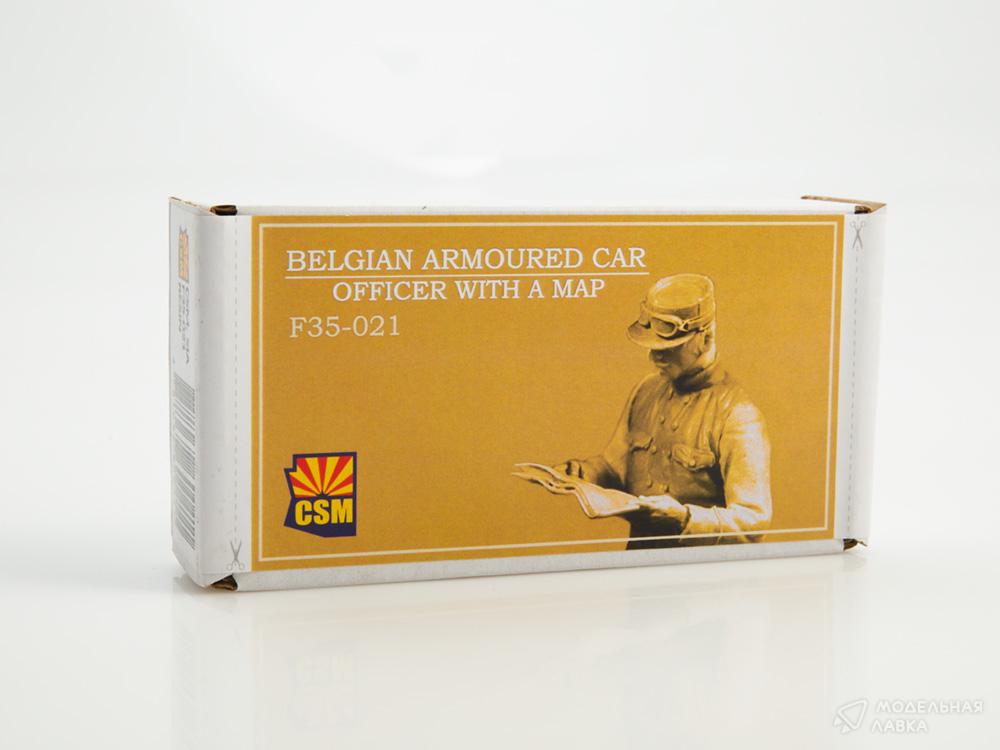 BELGIAN ARMOURED CAR
OFFICER WITH A MAP
F35-021
CSM
МОДЕЛЬНАЯ
ЛАВКА